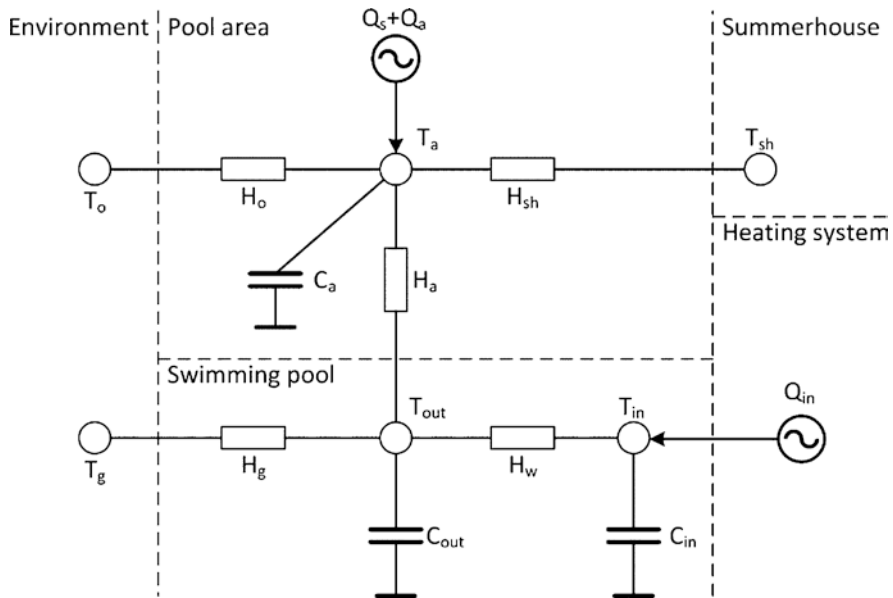 Environment
Pool area
Qs+Qa
Summerhouse
Ta
Tsh
To
Ho
Hsh
Heating system
Ca
Ha
Swimming pool
Tout
Tin
Qin
Tg
Hg
Hw
Cout
Cin